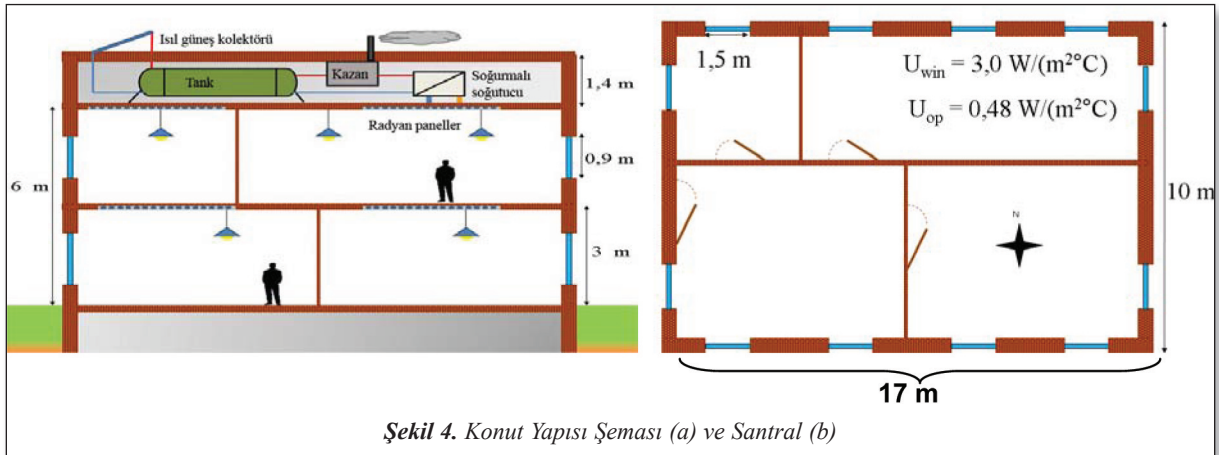 Isıl güneş kolektörü
Tank
Kazan
Soğurmalı
soğutucu
1,4 m
Radyan paneller
0,9 m
6 m
3 m
1,5 m
U_win = 3,0 W/(m²°C)
U_op = 0,48 W/(m²°C)
10 m
N
17 m
Şekil 4. Konut Yapısı Şeması (a) ve Santral (b)